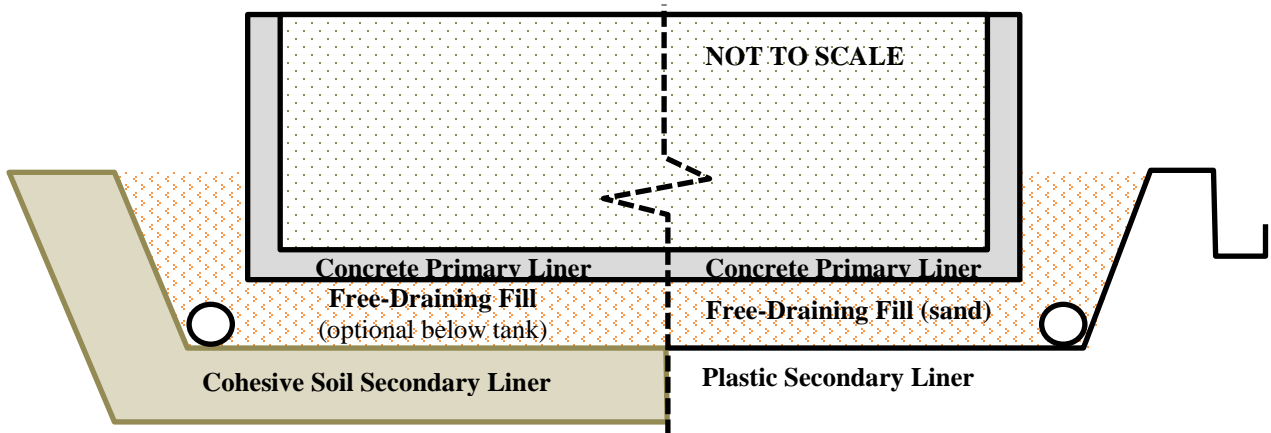 NOT TO SCALE
Concrete Primary Liner
Free-Draining Fill
(optional below tank)
Cohesive Soil Secondary Liner
Concrete Primary Liner
Free-Draining Fill (sand)
Plastic Secondary Liner